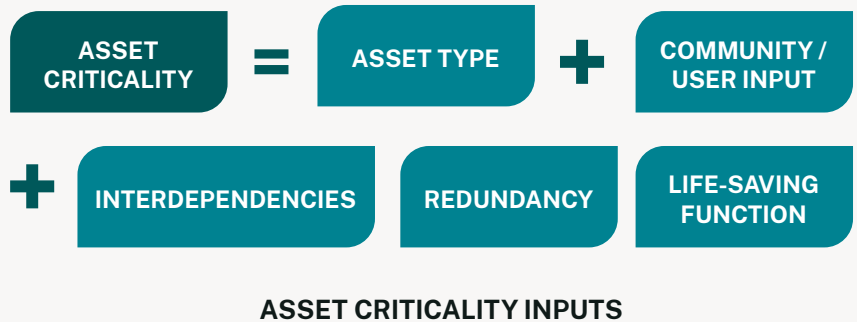 ASSET
CRITICALITY
=
ASSET TYPE
+
COMMUNITY /
USER INPUT
+
INTERDEPENDENCIES
REDUNDANCY
LIFE-SAVING
FUNCTION
ASSET CRITICALITY INPUTS